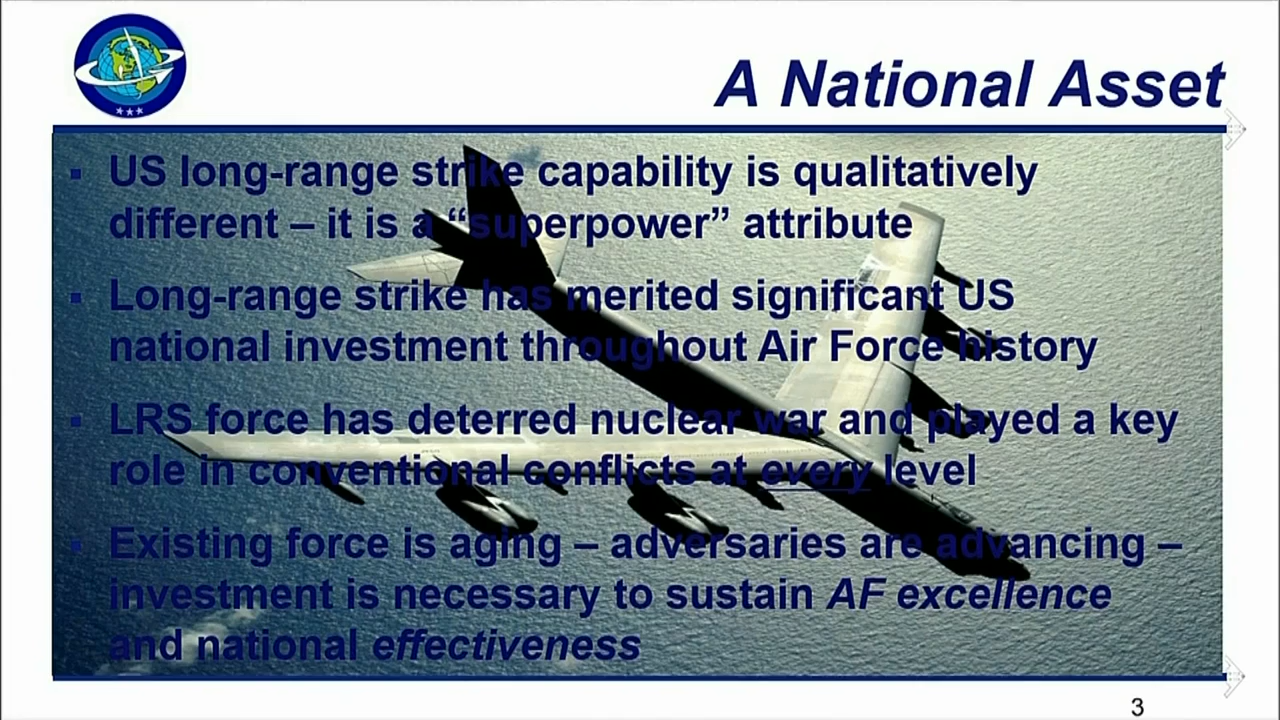 A National Asset
▪ US long-range strike capability is qualitatively
different – it is a “superpower” attribute
▪ Long-range strike has merited significant US
national investment throughout Air Force history
▪ LRS force has deterred nuclear war and played a key
role in conventional conflicts at every level
▪ Existing force is aging – adversaries are advancing –
investment is necessary to sustain AF excellence
and national effectiveness
3